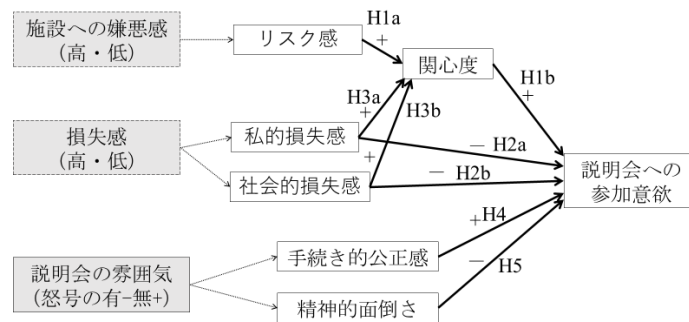 施設への嫌悪感
(高・低)
リスク感
H1a
+
関心度
H1b
+
損失感
(高・低)
私的損失感
H3a
+
H3b
+
社会的損失感
− H2a
− H2b
説明会への
参加意欲
説明会の雰囲気
(怒号の有−無+)
手続き的公正感
+H4
精神的面倒さ
− H5